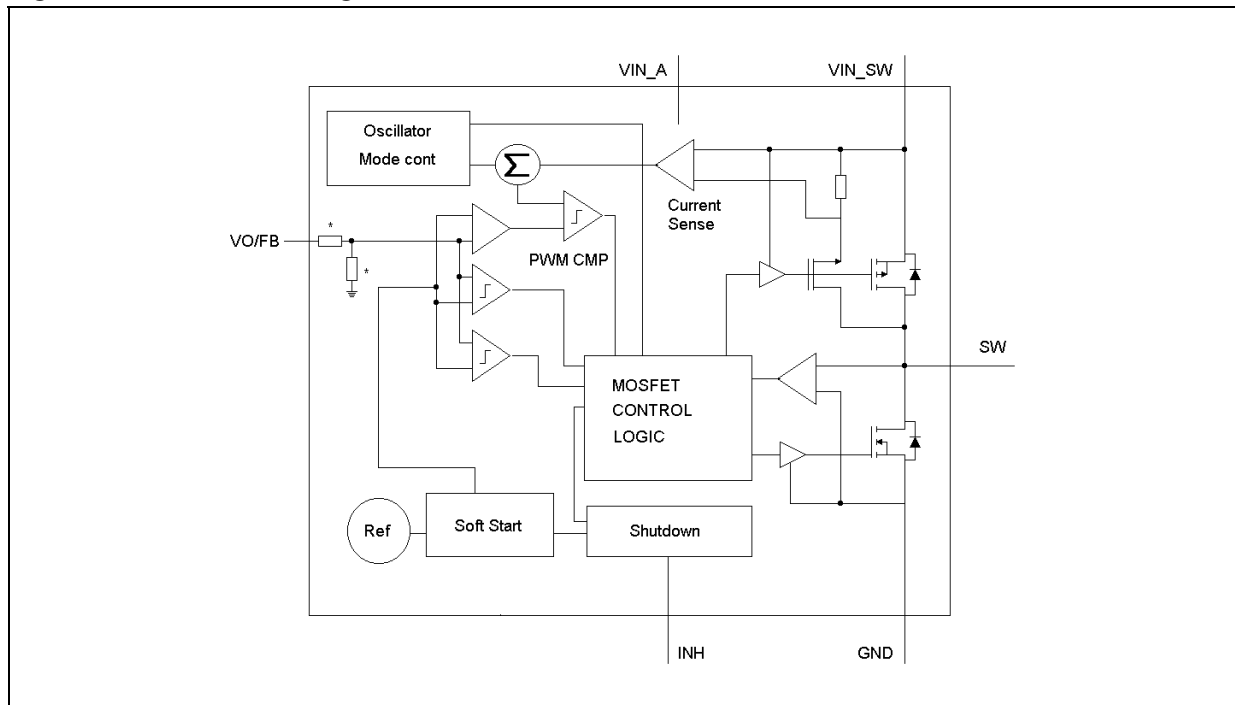 VIN_A
VIN_SW
Oscillator
Mode cont
Σ
Current
Sense
*
VO/FB
*
PWM CMP
SW
MOSFET
CONTROL
LOGIC
Ref
Soft Start
Shutdown
INH
GND